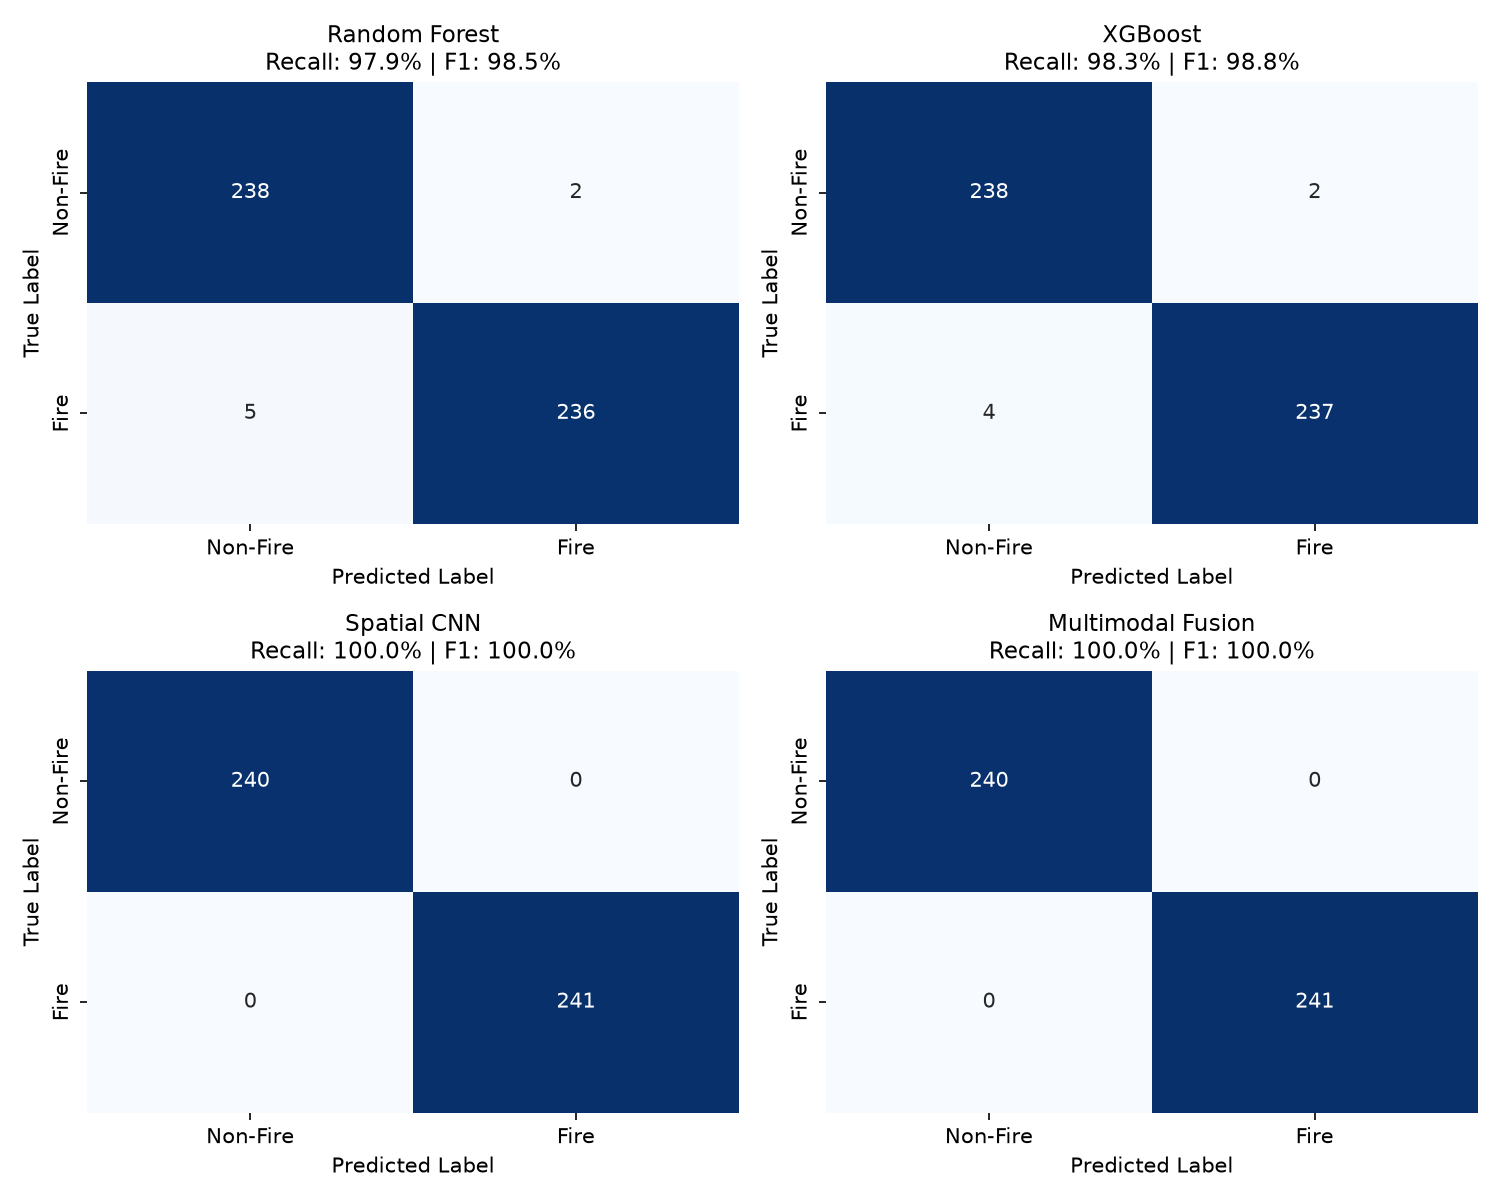 Random Forest
Recall: 97.9% | F1: 98.5%
Non-Fire
238
2
True Label
Fire
5
236
Non-Fire
Fire
Predicted Label
XGBoost
Recall: 98.3% | F1: 98.8%
Non-Fire
238
2
True Label
Fire
4
237
Non-Fire
Fire
Predicted Label
Spatial CNN
Recall: 100.0% | F1: 100.0%
Non-Fire
240
0
True Label
Fire
0
241
Non-Fire
Fire
Predicted Label
Multimodal Fusion
Recall: 100.0% | F1: 100.0%
Non-Fire
240
0
True Label
Fire
0
241
Non-Fire
Fire
Predicted Label